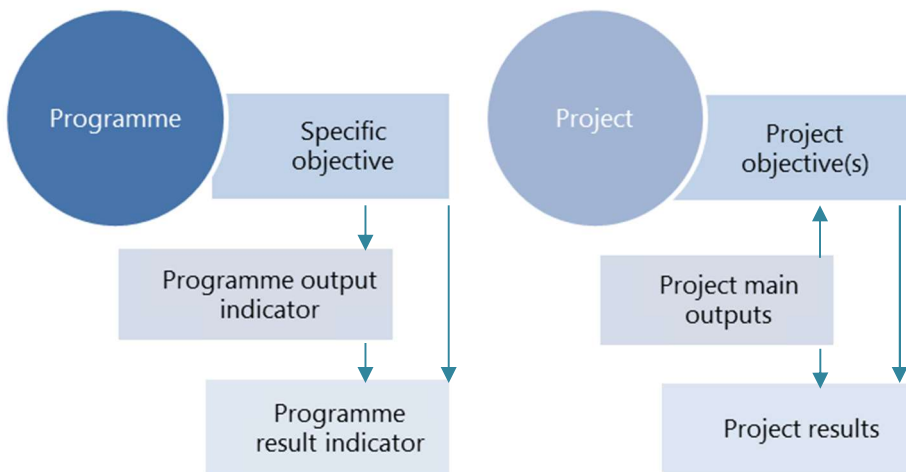 Programme
Specific
objective
Programme output
indicator
Programme
result indicator
Project
Project
objective(s)
Project main
outputs
Project results